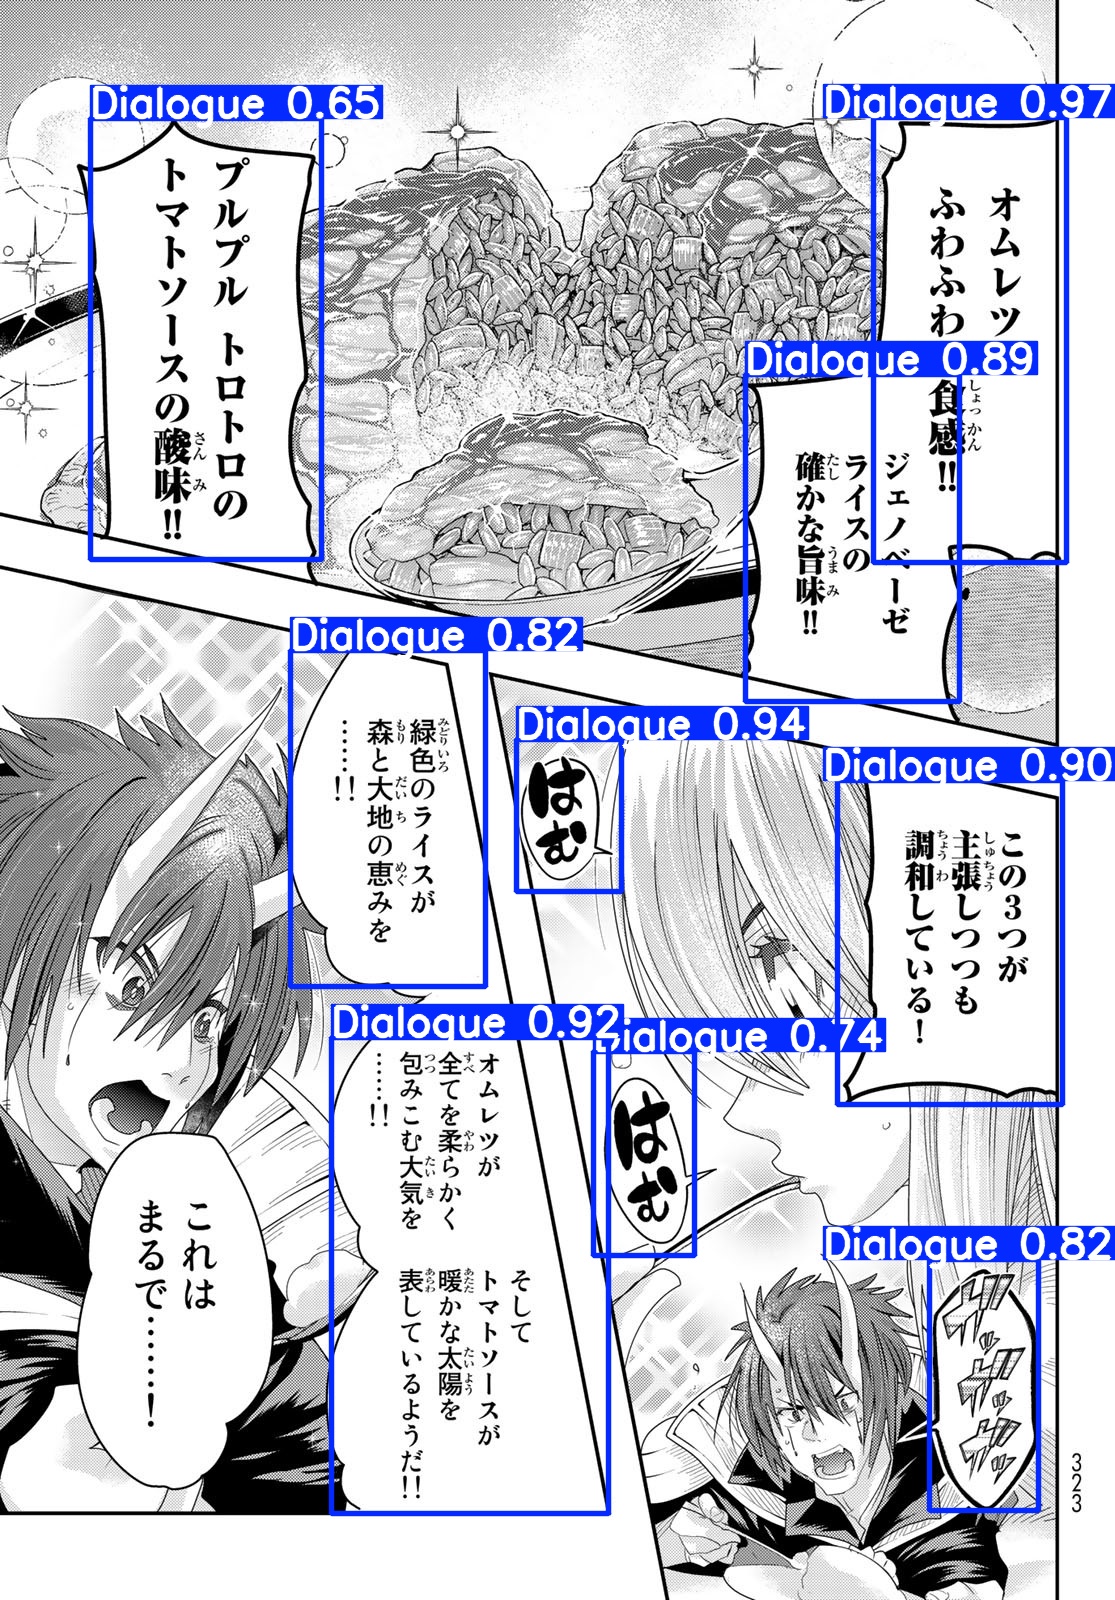 Dialogue 0.97
オムレツの
ふわふわ食感!!
Dialogue 0.89
ジェノベーゼ
ライスの
確かな旨味!!
Dialogue 0.65
プルプル トロトロの
トマトソースの酸味!!
Dialogue 0.90
この3つが
主張しつつも
調和している!
Dialogue 0.94
はむ
Dialogue 0.74
はむ
Dialogue 0.82
ガッガッガッ
Dialogue 0.82
緑色のライスが
森と大地の恵みを
……!!
Dialogue 0.92
オムレツが
全てを柔らかく
包みこむ大気を
……!!
そして
トマトソースが
暖かな太陽を
表しているようだ!!
これは
まるで……!
323